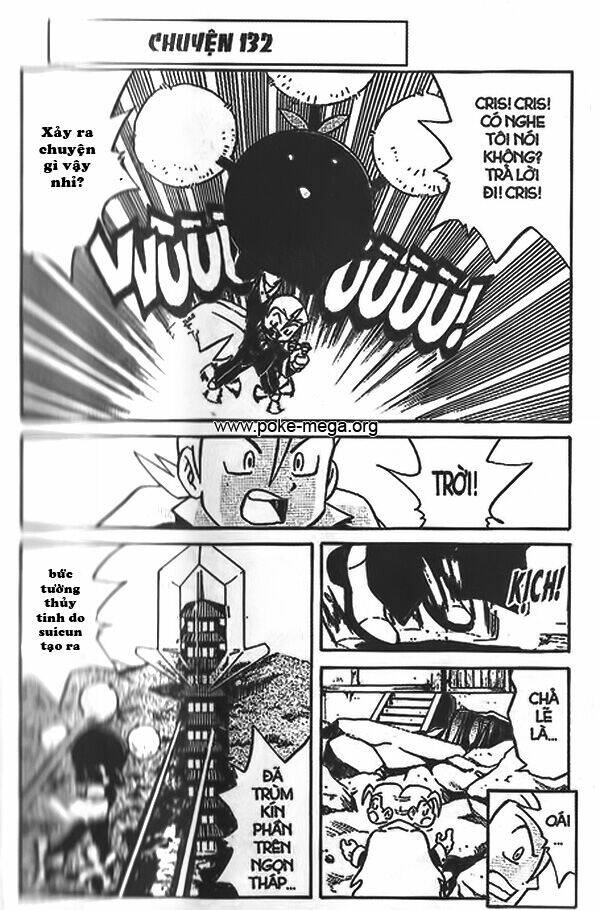 CHUYỆN 132
Xảy ra
chuyện
gì vậy
nhỉ?
CRIS! CRIS!
CÓ NGHE
TÔI NÓI
KHÔNG?
TRẢ LỜI
ĐI! CRIS!
VVÙÙÙ
ÙÙÙÙÙ!
www.poke-mega.org
TRỜI!!
bức
tường
thủy
tinh do
suicun
tạo ra
KỊCH!
CHẢ
LẼ
LÀ...
ĐÃ
TRÙM
KÍN
PHẦN
TRÊN
NGỌN
THÁP...
OÁI
...